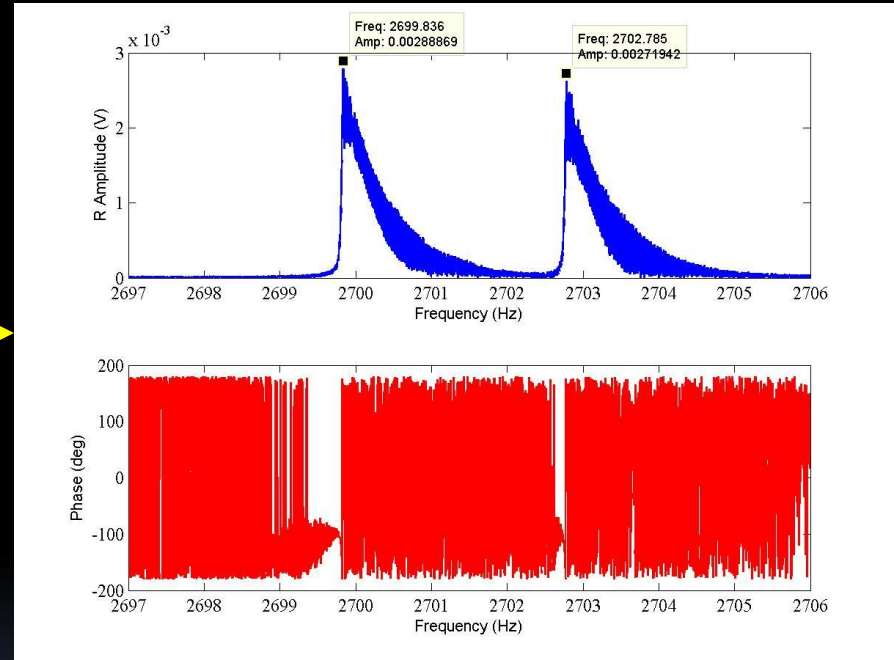 Freq: 2699.836
Amp: 0.00288869
Freq: 2702.785
Amp: 0.00271942
x 10⁻³
3
2
1
0
R Amplitude (V)
2697 2698 2699 2700 2701 2702 2703 2704 2705 2706
Frequency (Hz)
200
100
0
-100
-200
Phase (deg)
2697 2698 2699 2700 2701 2702 2703 2704 2705 2706
Frequency (Hz)